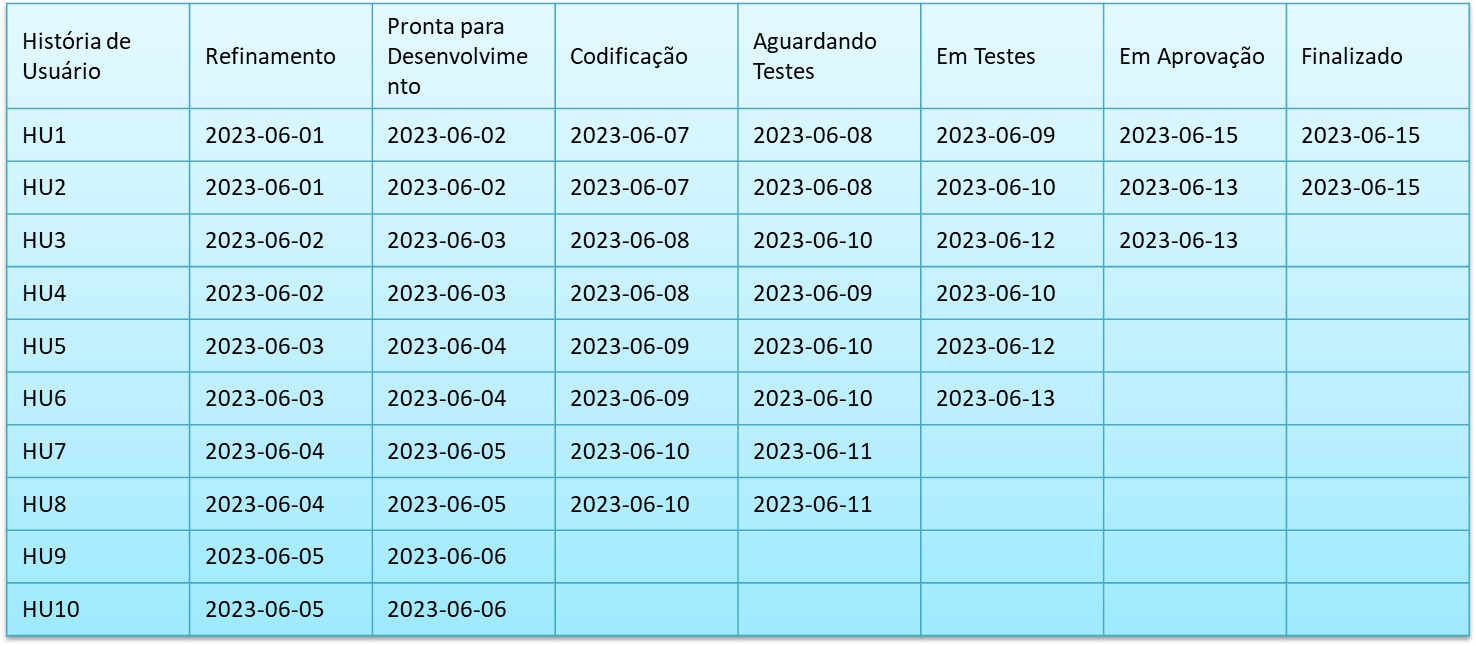 História de
Usuário
Refinamento
Pronta para
Desenvolvime
nto
Codificação
Aguardando
Testes
Em Testes
Em Aprovação
Finalizado
HU1 2023-06-01 2023-06-02 2023-06-07 2023-06-08 2023-06-09 2023-06-15 2023-06-15
HU2 2023-06-01 2023-06-02 2023-06-07 2023-06-08 2023-06-10 2023-06-13 2023-06-15
HU3 2023-06-02 2023-06-03 2023-06-08 2023-06-10 2023-06-12 2023-06-13
HU4 2023-06-02 2023-06-03 2023-06-08 2023-06-09 2023-06-10
HU5 2023-06-03 2023-06-04 2023-06-09 2023-06-10 2023-06-12
HU6 2023-06-03 2023-06-04 2023-06-09 2023-06-10 2023-06-13
HU7 2023-06-04 2023-06-05 2023-06-10 2023-06-11
HU8 2023-06-04 2023-06-05 2023-06-10 2023-06-11
HU9 2023-06-05 2023-06-06
HU10 2023-06-05 2023-06-06